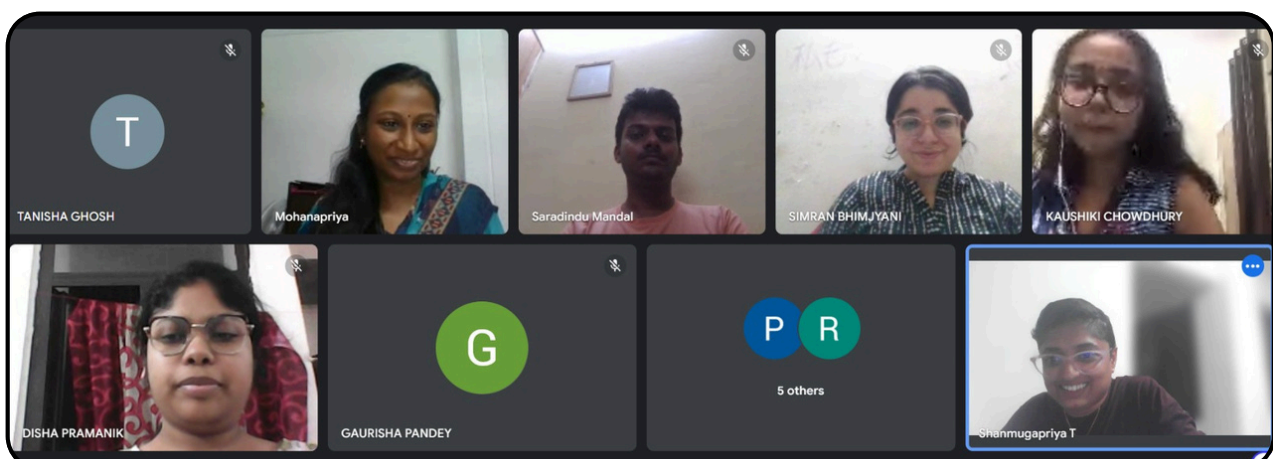 T
TANISHA GHOSH
Mohanapriya
Saradindu Mandal
SIMRAN BHIMJYANI
KAUSHIKI CHOWDHURY
DISHA PRAMANIK
G
GAURISHA PANDEY
P R
5 others
Shanmugapriya T